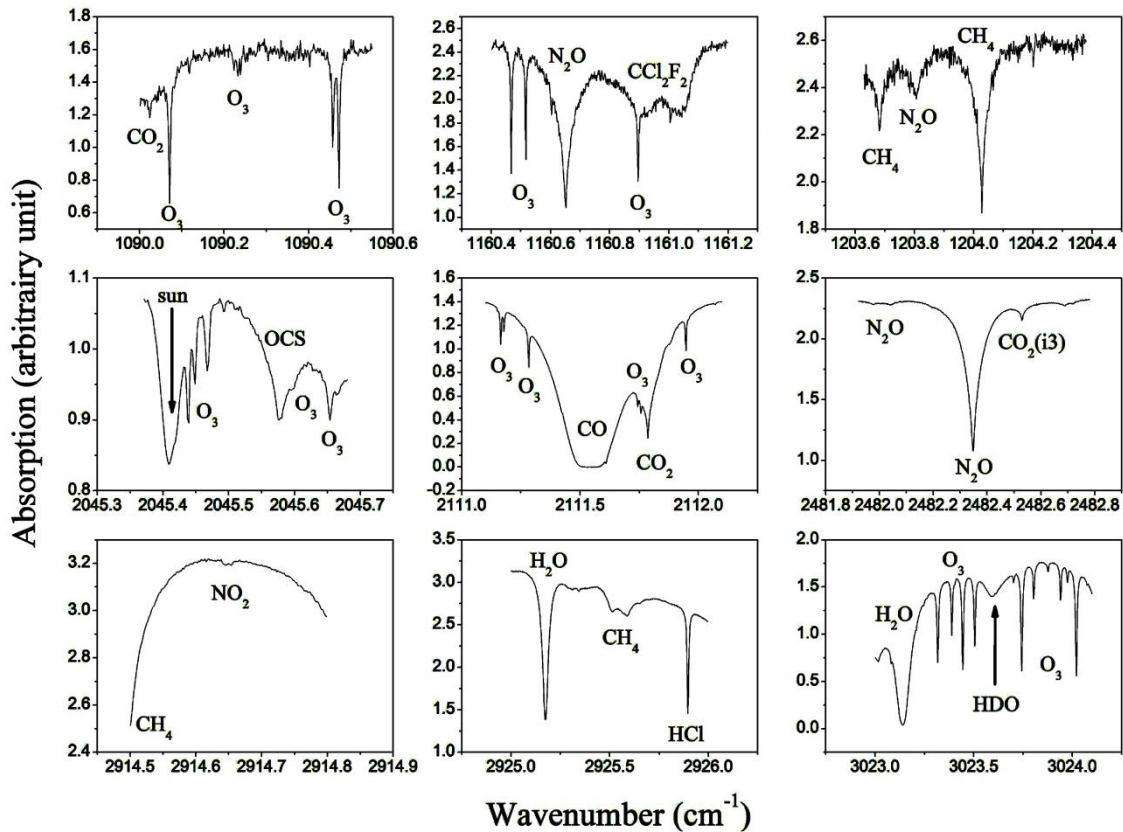 Absorption (arbitrairy unit)
1.8
1.6
1.4
1.2
1.0
0.8
0.6
CO2
O3
O3
O3
1090.0 1090.2 1090.4 1090.6
2.8
2.6
2.4
2.2
2.0
1.8
1.6
1.4
1.2
1.0
N2O
CCl2F2
O3
O3
1160.4 1160.6 1160.8 1161.0 1161.2
2.6
2.4
2.2
2.0
1.8
CH4
N2O
CH4
1203.6 1203.8 1204.0 1204.2 1204.4
1.1
1.0
0.9
0.8
sun
OCS
O3
O3
O3
2045.3 2045.4 2045.5 2045.6 2045.7
1.6
1.4
1.2
1.0
0.8
0.6
0.4
0.2
0.0
-0.2
O3
O3
O3
O3
CO
CO2
2111.0 2111.5 2112.0
2.5
2.0
1.5
1.0
N2O
CO2(i3)
N2O
2481.8 2482.0 2482.2 2482.4 2482.6 2482.8
3.2
3.0
2.8
2.6
2.4
NO2
CH4
2914.5 2914.6 2914.7 2914.8 2914.9
3.5
3.0
2.5
2.0
1.5
1.0
H2O
CH4
HCl
2925.0 2925.5 2926.0
2.0
1.5
1.0
0.5
0.0
O3
H2O
O3
HDO
3023.0 3023.5 3024.0
Wavenumber (cm-1)